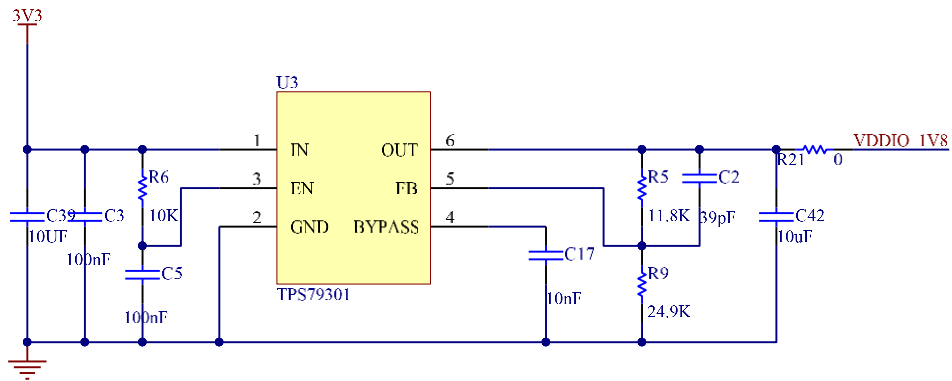 3V3
U3
1 IN OUT 6
VDDIO_1V8
R21 0
R6
10K
3 EN FB 5
R5
11.8K
C2
39pF
C39
10UF
C3
100nF
2 GND BYPASS 4
C42
10uF
C17
10nF
C5
100nF
R9
24.9K
TPS79301